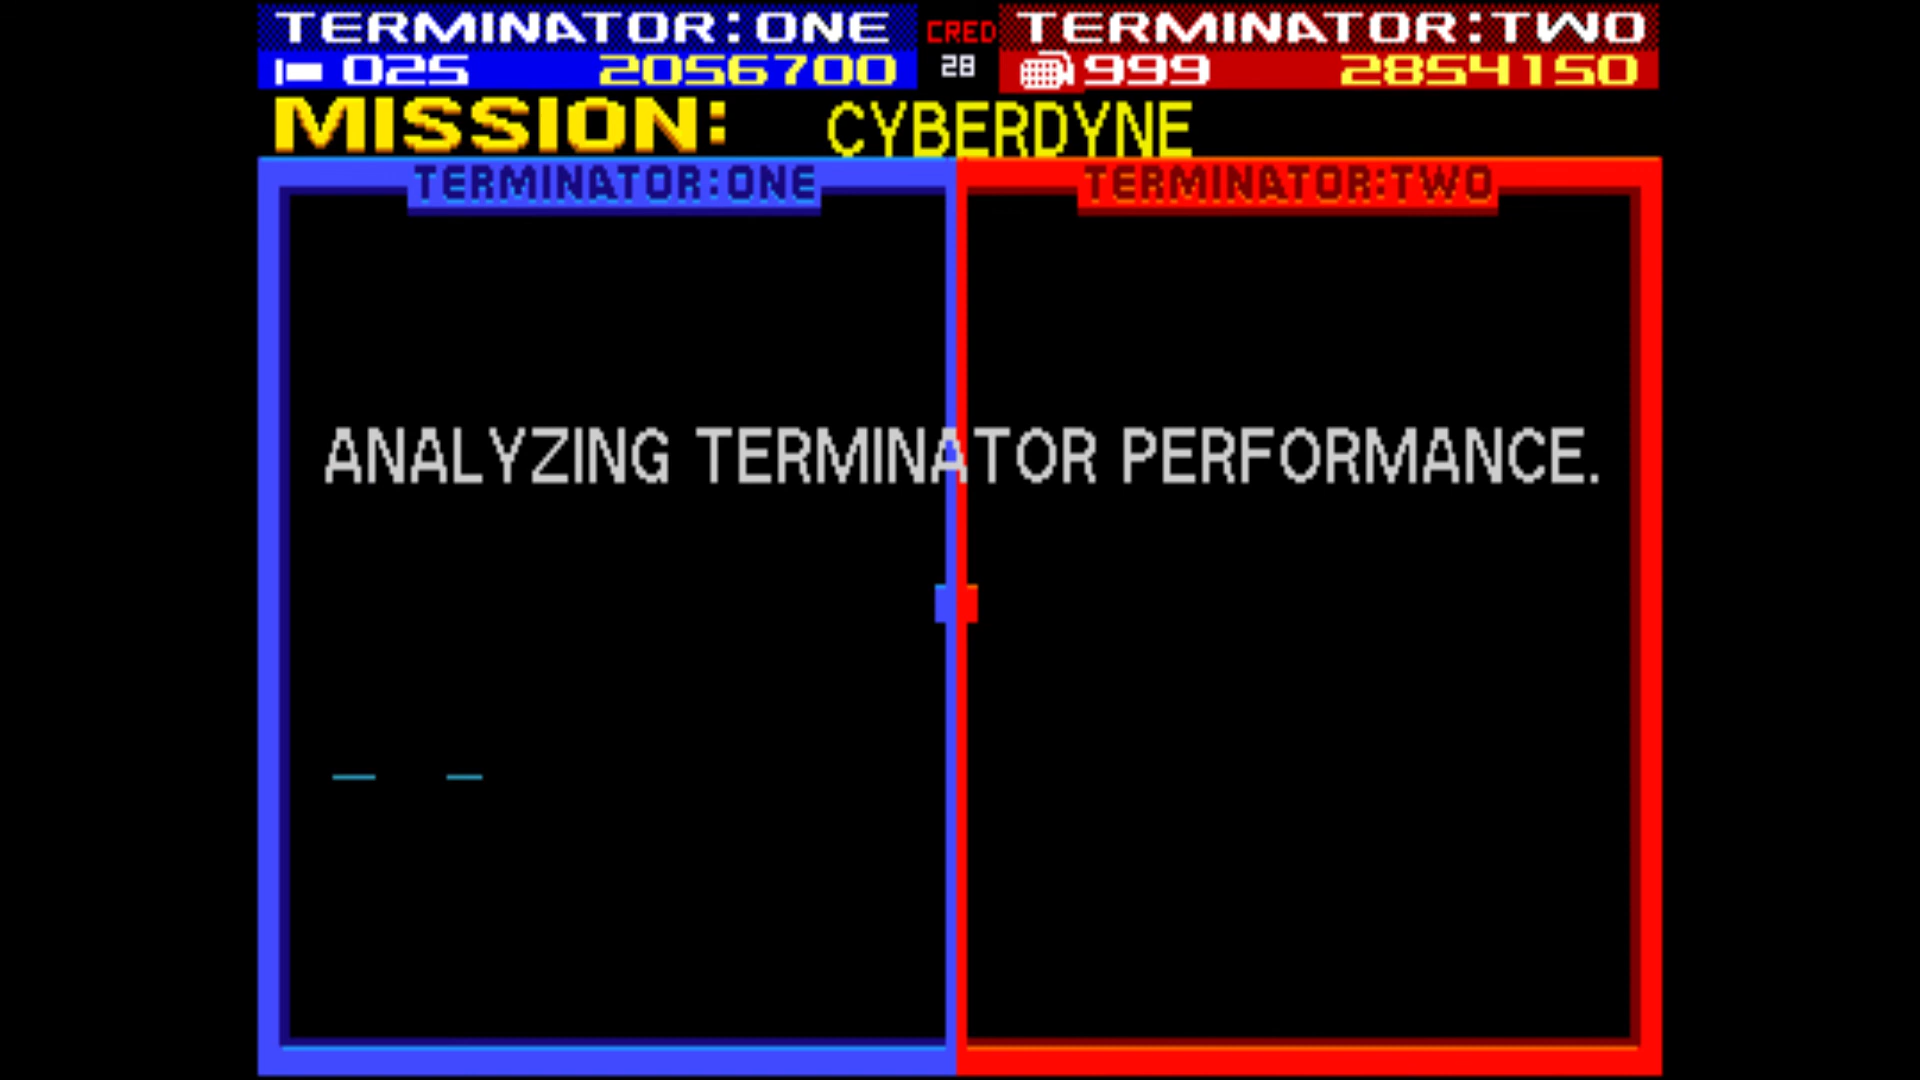 TERMINATOR:ONE CRED TERMINATOR:TWO
025 2056700 28 999 2854150
MISSION: CYBERDYNE
TERMINATOR:ONE TERMINATOR:TWO
ANALYZING TERMINATOR PERFORMANCE.